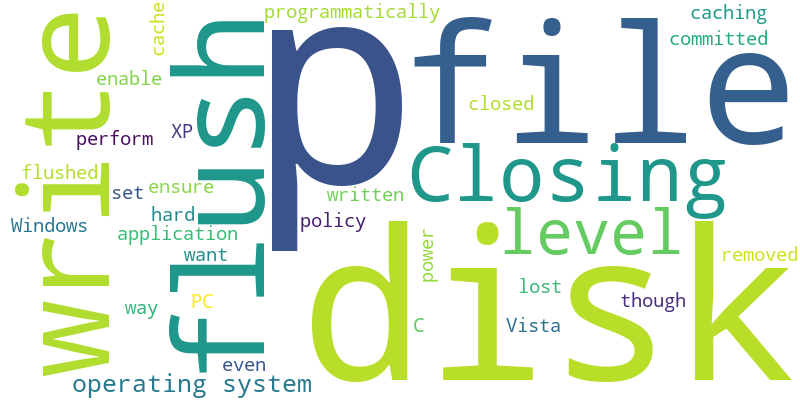 programmatically
caching
cache
committed
write
flush
p
file
enable
closed
perform
XP
Closing
flushed
set
ensure
written
hard
policy
Windows
application
level
want
power
disk
removed
lost
though
way
PC
C
Vista
even
operating system